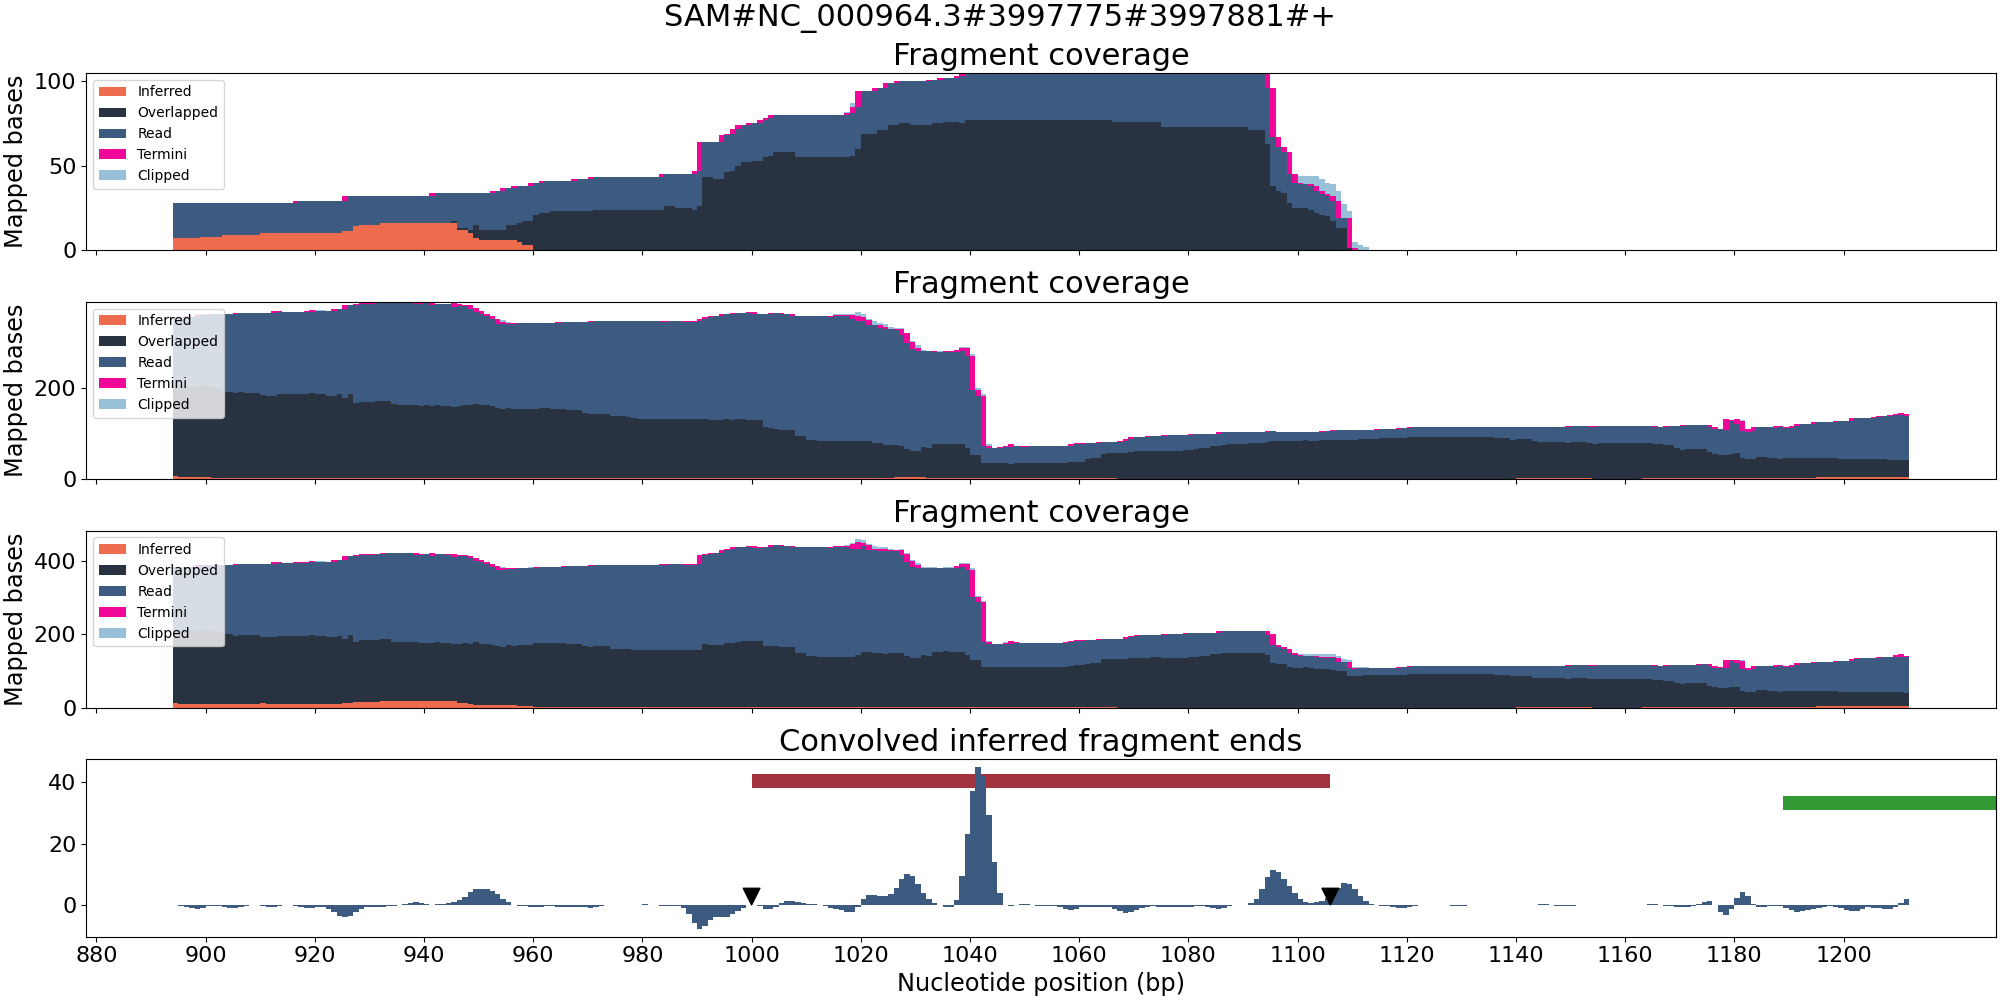 SAM#NC_000964.3#3997775#3997881#+
Fragment coverage
Mapped bases
100
50
0
Inferred
Overlapped
Read
Termini
Clipped
Fragment coverage
Mapped bases
200
0
Inferred
Overlapped
Read
Termini
Clipped
Fragment coverage
Mapped bases
400
200
0
Inferred
Overlapped
Read
Termini
Clipped
Convolved inferred fragment ends
40
20
0
880 900 920 940 960 980 1000 1020 1040 1060 1080 1100 1120 1140 1160 1180 1200
Nucleotide position (bp)